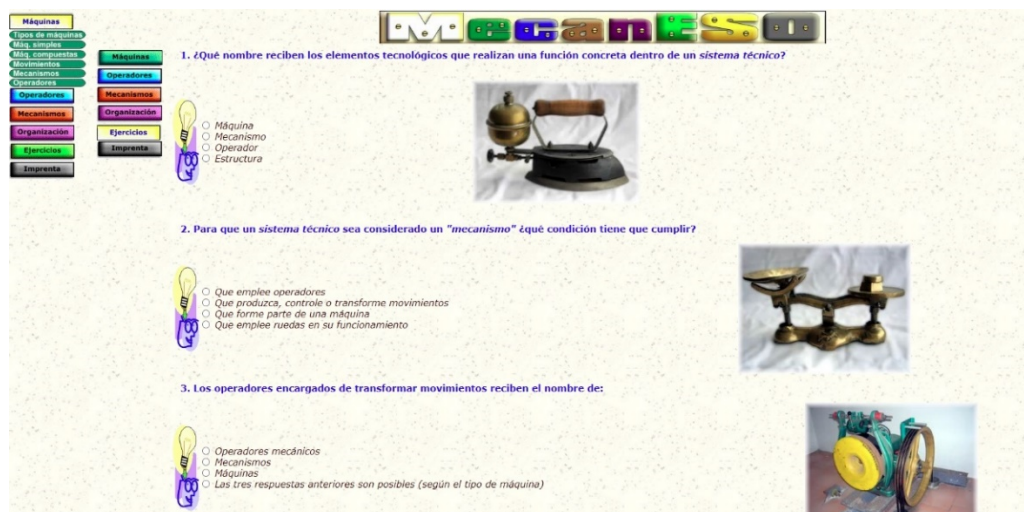 MecanESO
Máquinas
Tipos de máquinas
Máq. simples
Máq. compuestas
Movimientos
Mecanismos
Operadores
Operadores
Mecanismos
Organización
Ejercicios
Imprenta
Máquinas
Operadores
Mecanismos
Organización
Ejercicios
Imprenta
1. ¿Qué nombre reciben los elementos tecnológicos que realizan una función concreta dentro de un sistema técnico?
Máquina
Mecanismo
Operador
Estructura
2. Para que un sistema técnico sea considerado un "mecanismo" ¿qué condición tiene que cumplir?
Que emplee operadores
Que produzca, controle o transforme movimientos
Que forme parte de una máquina
Que emplee ruedas en su funcionamiento
3. Los operadores encargados de transformar movimientos reciben el nombre de:
Operadores mecánicos
Mecanismos
Máquinas
Las tres respuestas anteriores son posibles (según el tipo de máquina)